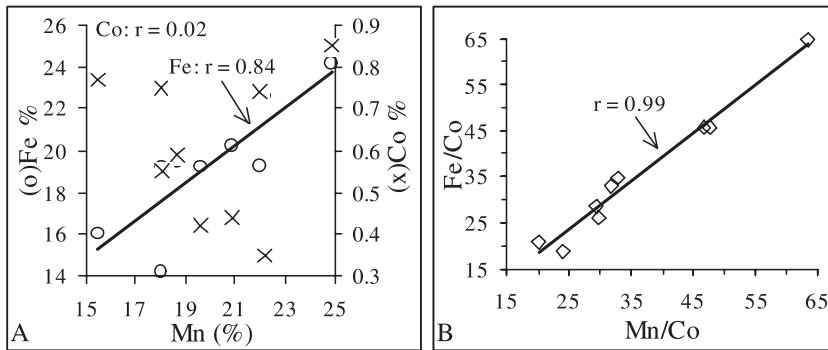 26
24
22
20
18
16
14
(o)Fe %
Co: r = 0.02
Fe: r = 0.84
0.9
0.8
0.7
0.6
0.5
0.4
0.3
(x)Co %
15 17 19 21 23 25
Mn (%)
A
65
55
45
35
25
15
Fe/Co
r = 0.99
15 25 35 45 55 65
Mn/Co
B